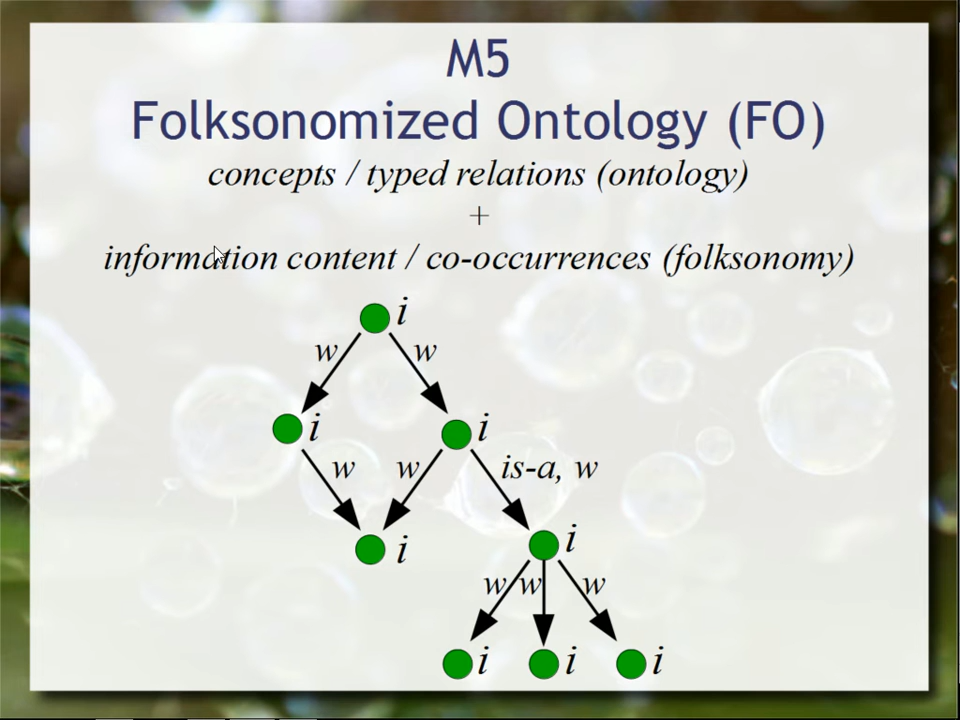 M5
Folksonomized Ontology (FO)
concepts / typed relations (ontology)
+
information content / co-occurrences (folksonomy)
i
w w
i i
w w is-a, w
i i
w w w
i i i